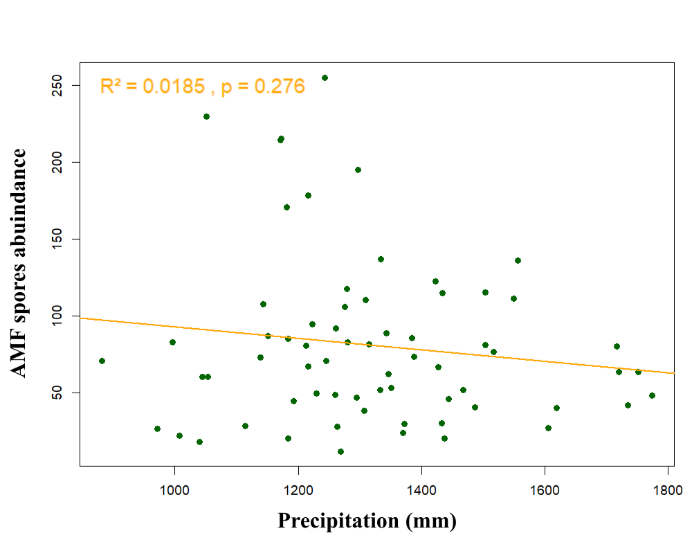 R² = 0.0185 , p = 0.276
250
200
150
100
50
AMF spores abuindance
1000 1200 1400 1600 1800
Precipitation (mm)